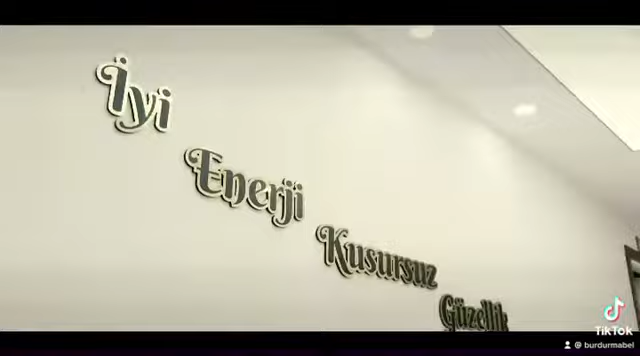 İyi
Enerji
Kusursuz
Güzellik
TikTok
@ burdurmabel